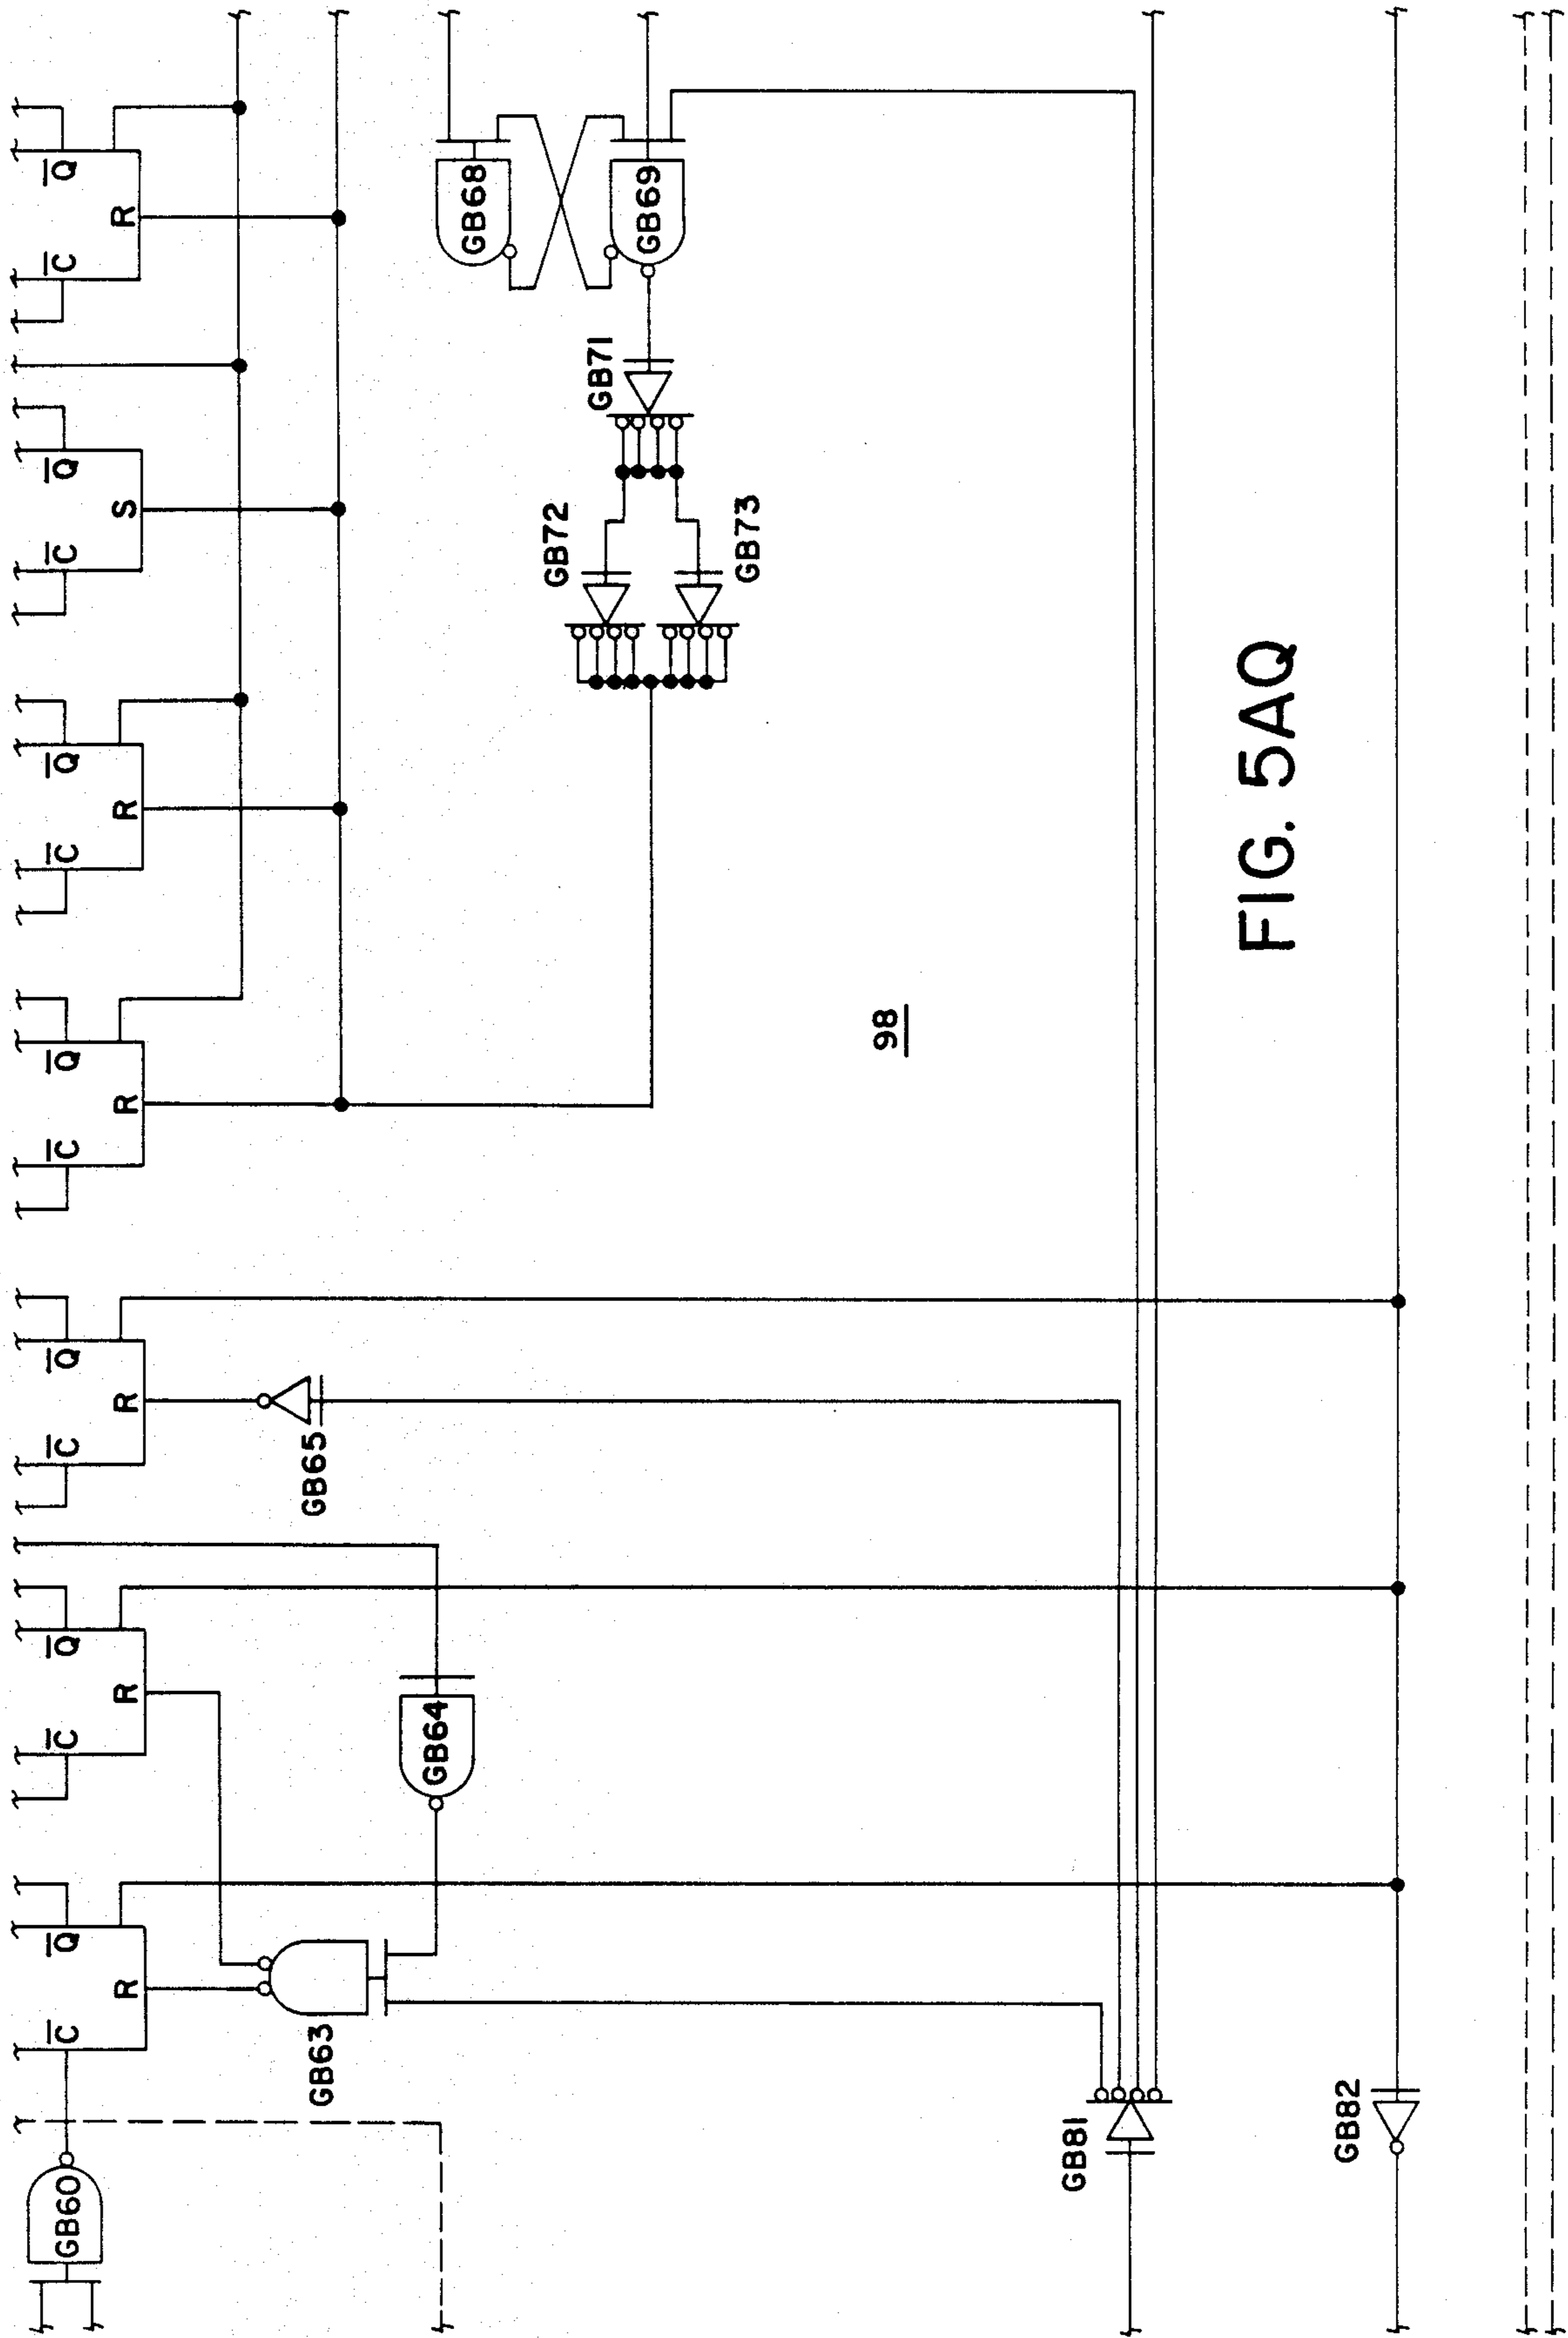 GB60
C̅ Q̅ C̅ Q̅ C̅ Q̅ C̅ Q̅ C̅ Q̅ C̅ Q̅ C̅ Q̅
R R R R R S R
GB63
GB65
GB64
GB68
GB72
GB71
GB69
GB73
98
GB81
FIG. 5AQ
GB82